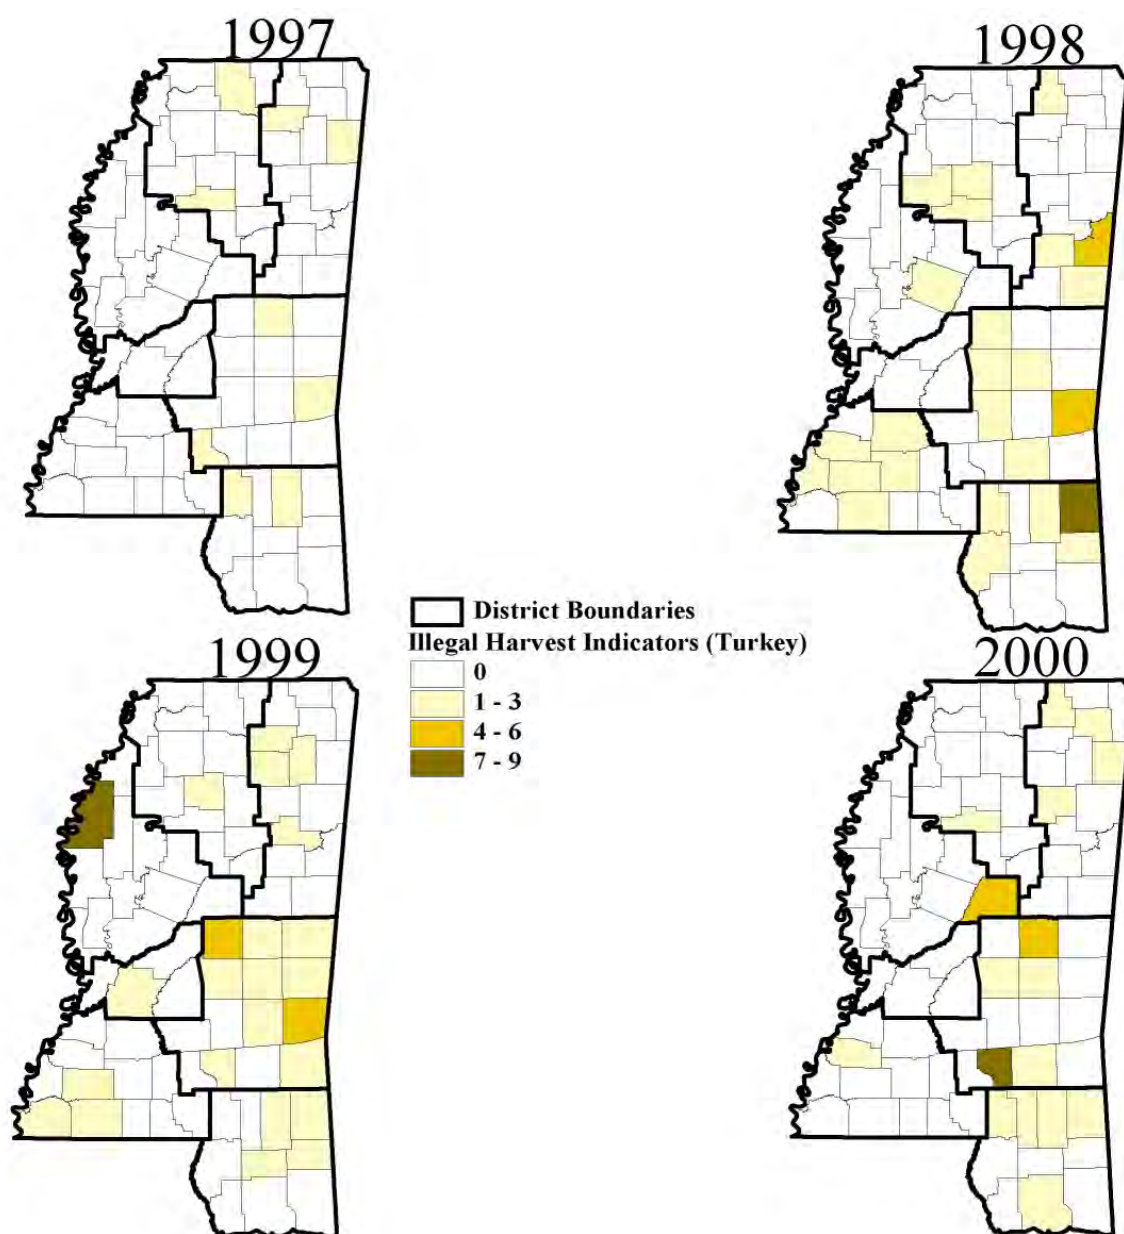 1997
1998
District Boundaries
Illegal Harvest Indicators (Turkey)
0
1 - 3
4 - 6
7 - 9
1999
2000